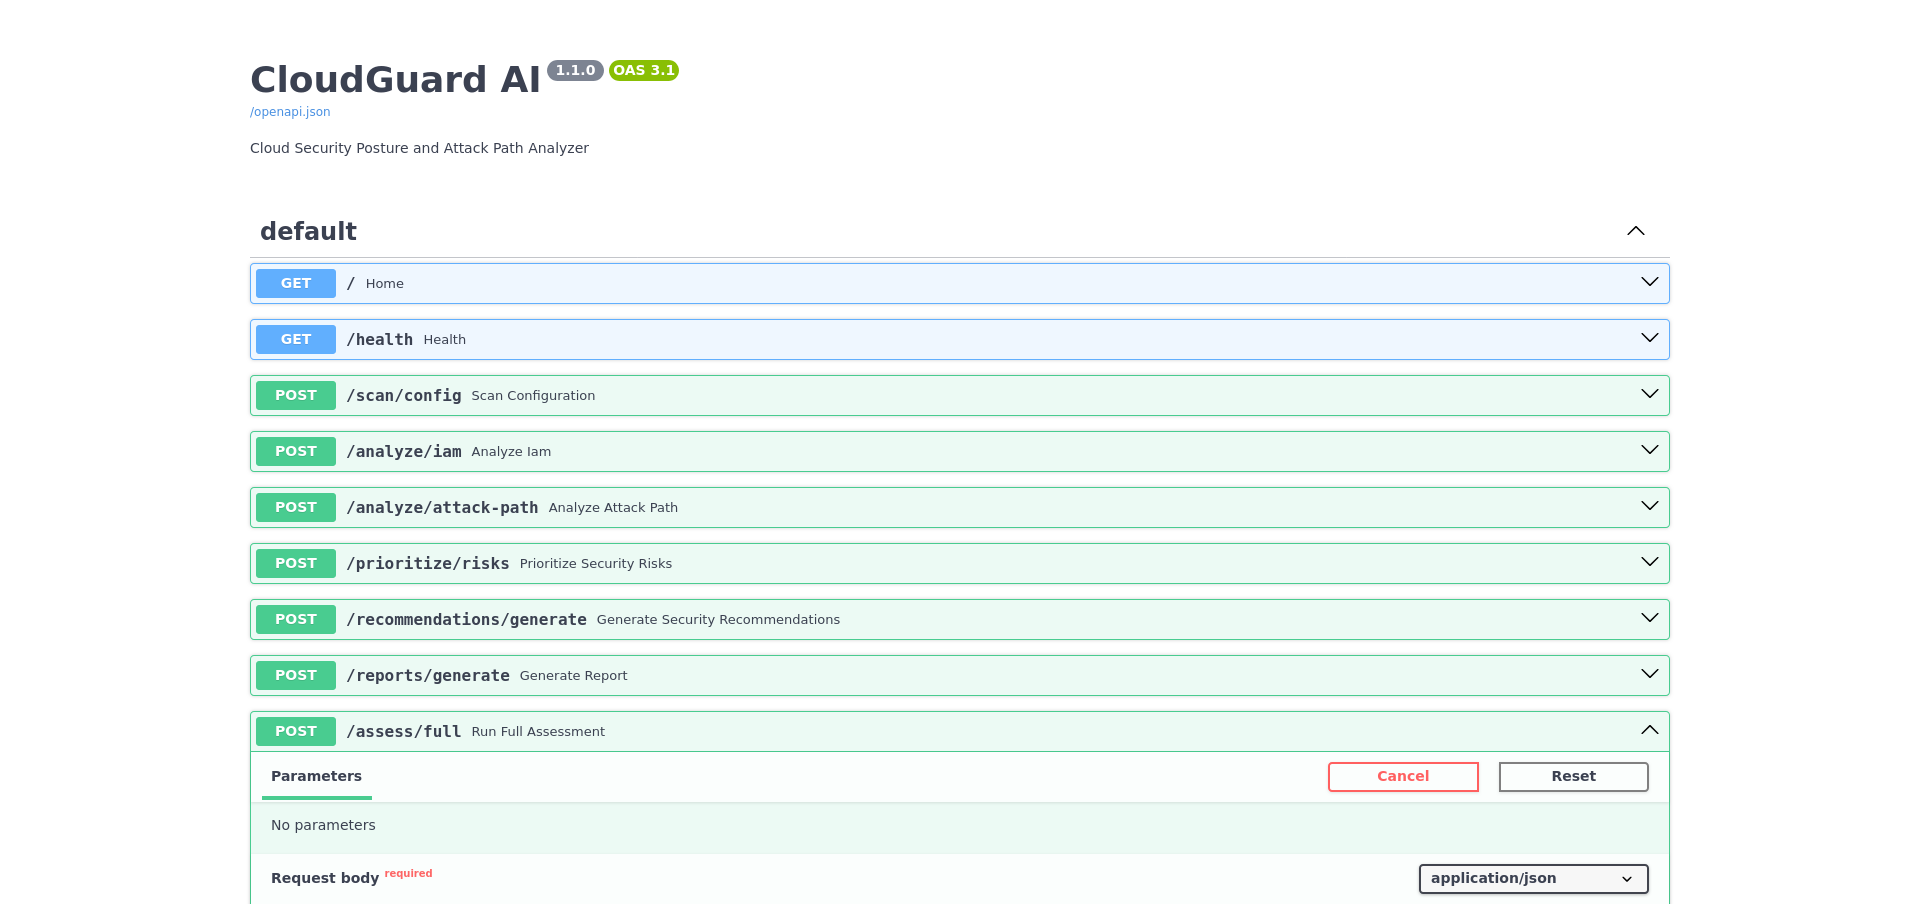 CloudGuard AI 1.1.0 OAS 3.1
/openapi.json
Cloud Security Posture and Attack Path Analyzer
default
GET / Home
GET /health Health
POST /scan/config Scan Configuration
POST /analyze/iam Analyze Iam
POST /analyze/attack-path Analyze Attack Path
POST /prioritize/risks Prioritize Security Risks
POST /recommendations/generate Generate Security Recommendations
POST /reports/generate Generate Report
POST /assess/full Run Full Assessment
Parameters Cancel Reset
No parameters
Request body required application/json